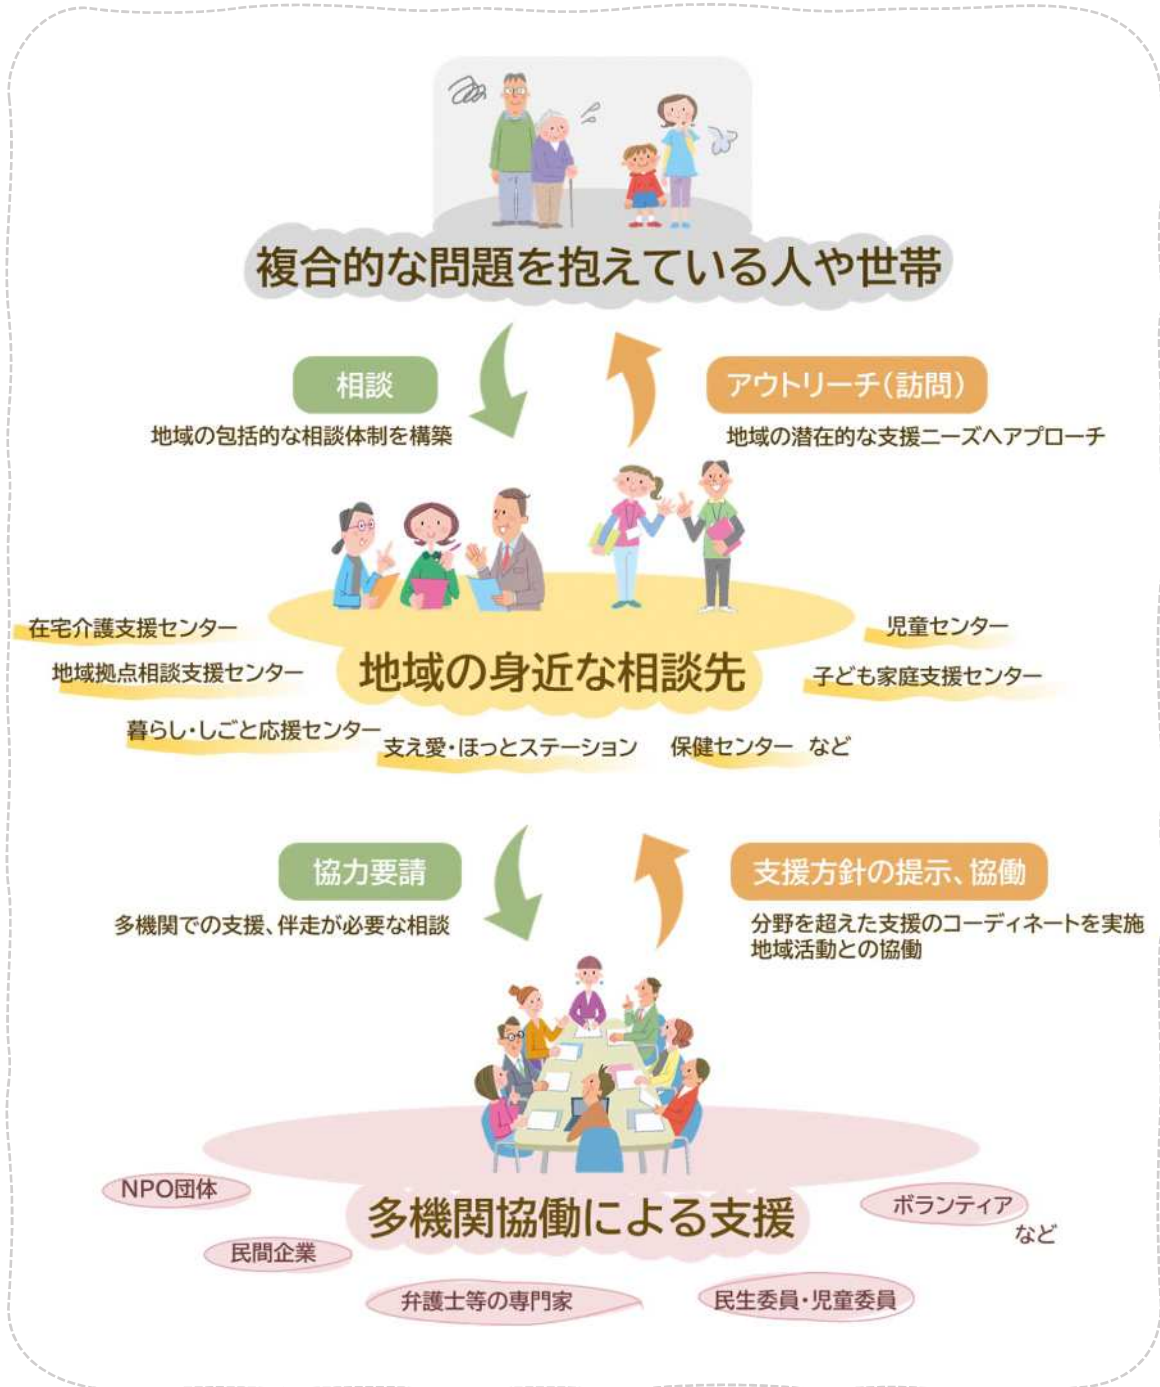 複合的な問題を抱えている人や世帯
相談
地域の包括的な相談体制を構築
アウトリーチ(訪問)
地域の潜在的な支援ニーズへアプローチ
在宅介護支援センター
地域拠点相談支援センター
暮らし・しごと応援センター
地域の身近な相談先
児童センター
子ども家庭支援センター
支え愛・ほっとステーション
保健センター など
協力要請
多機関での支援、伴走が必要な相談
支援方針の提示、協働
分野を超えた支援のコーディネートを実施
地域活動との協働
NPO団体
民間企業
多機関協働による支援
ボランティア
など
弁護士等の専門家
民生委員・児童委員